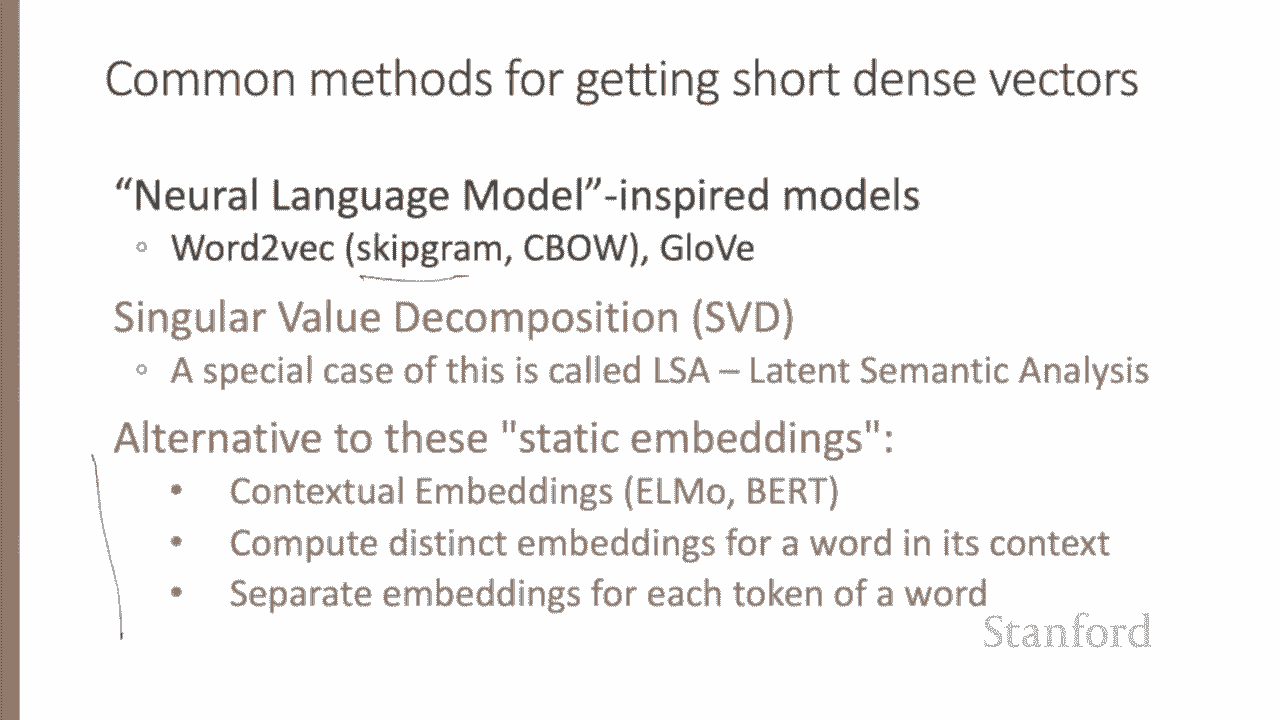 Common methods for getting short dense vectors
“Neural Language Model”-inspired models
◦ Word2vec (skipgram, CBOW), GloVe
Singular Value Decomposition (SVD)
◦ A special case of this is called LSA – Latent Semantic Analysis
Alternative to these "static embeddings":
• Contextual Embeddings (ELMo, BERT)
• Compute distinct embeddings for a word in its context
• Separate embeddings for each token of a word
Stanford